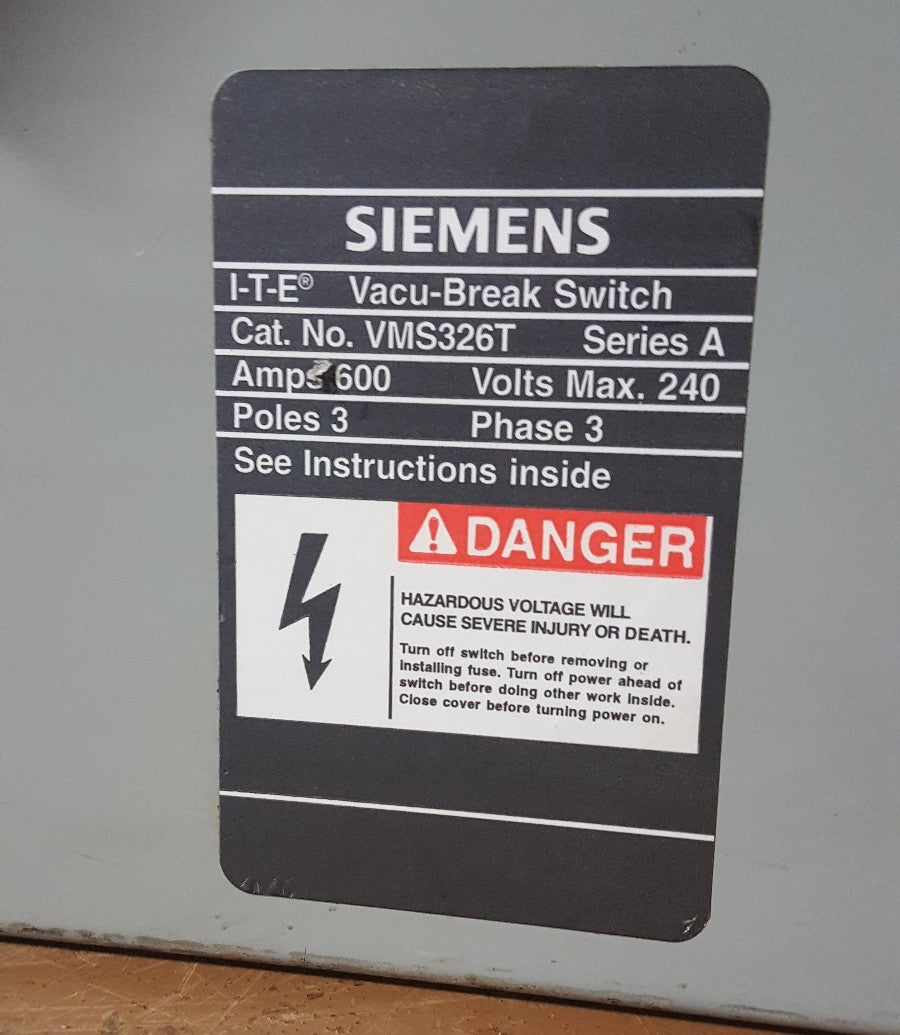 SIEMENS
I-T-E® Vacu-Break Switch
Cat. No. VMS326T Series A
Amps 600 Volts Max. 240
Poles 3 Phase 3
See Instructions inside
DANGER
HAZARDOUS VOLTAGE WILL
CAUSE SEVERE INJURY OR DEATH.
Turn off switch before removing or
installing fuse. Turn off power ahead of
switch before doing other work inside.
Close cover before turning power on.